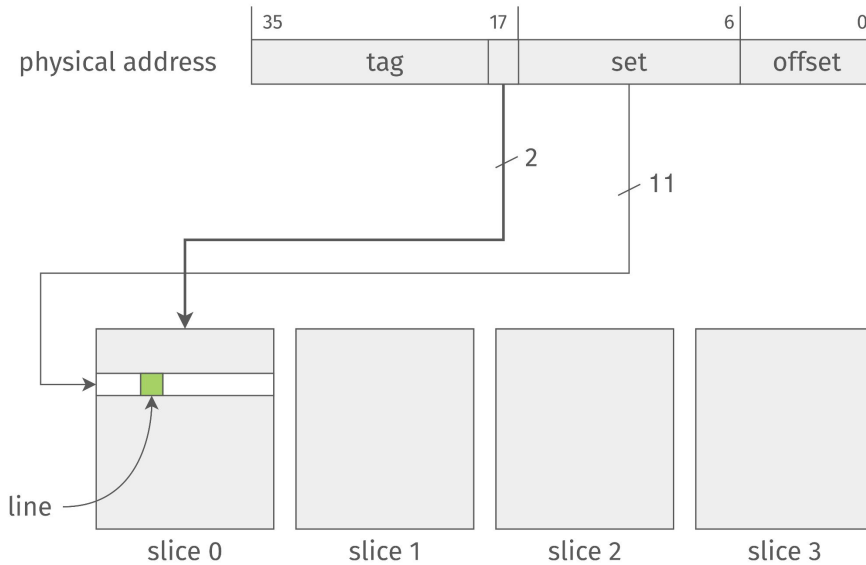 35 17 6 0
physical address tag set offset
2
11
line
slice 0 slice 1 slice 2 slice 3